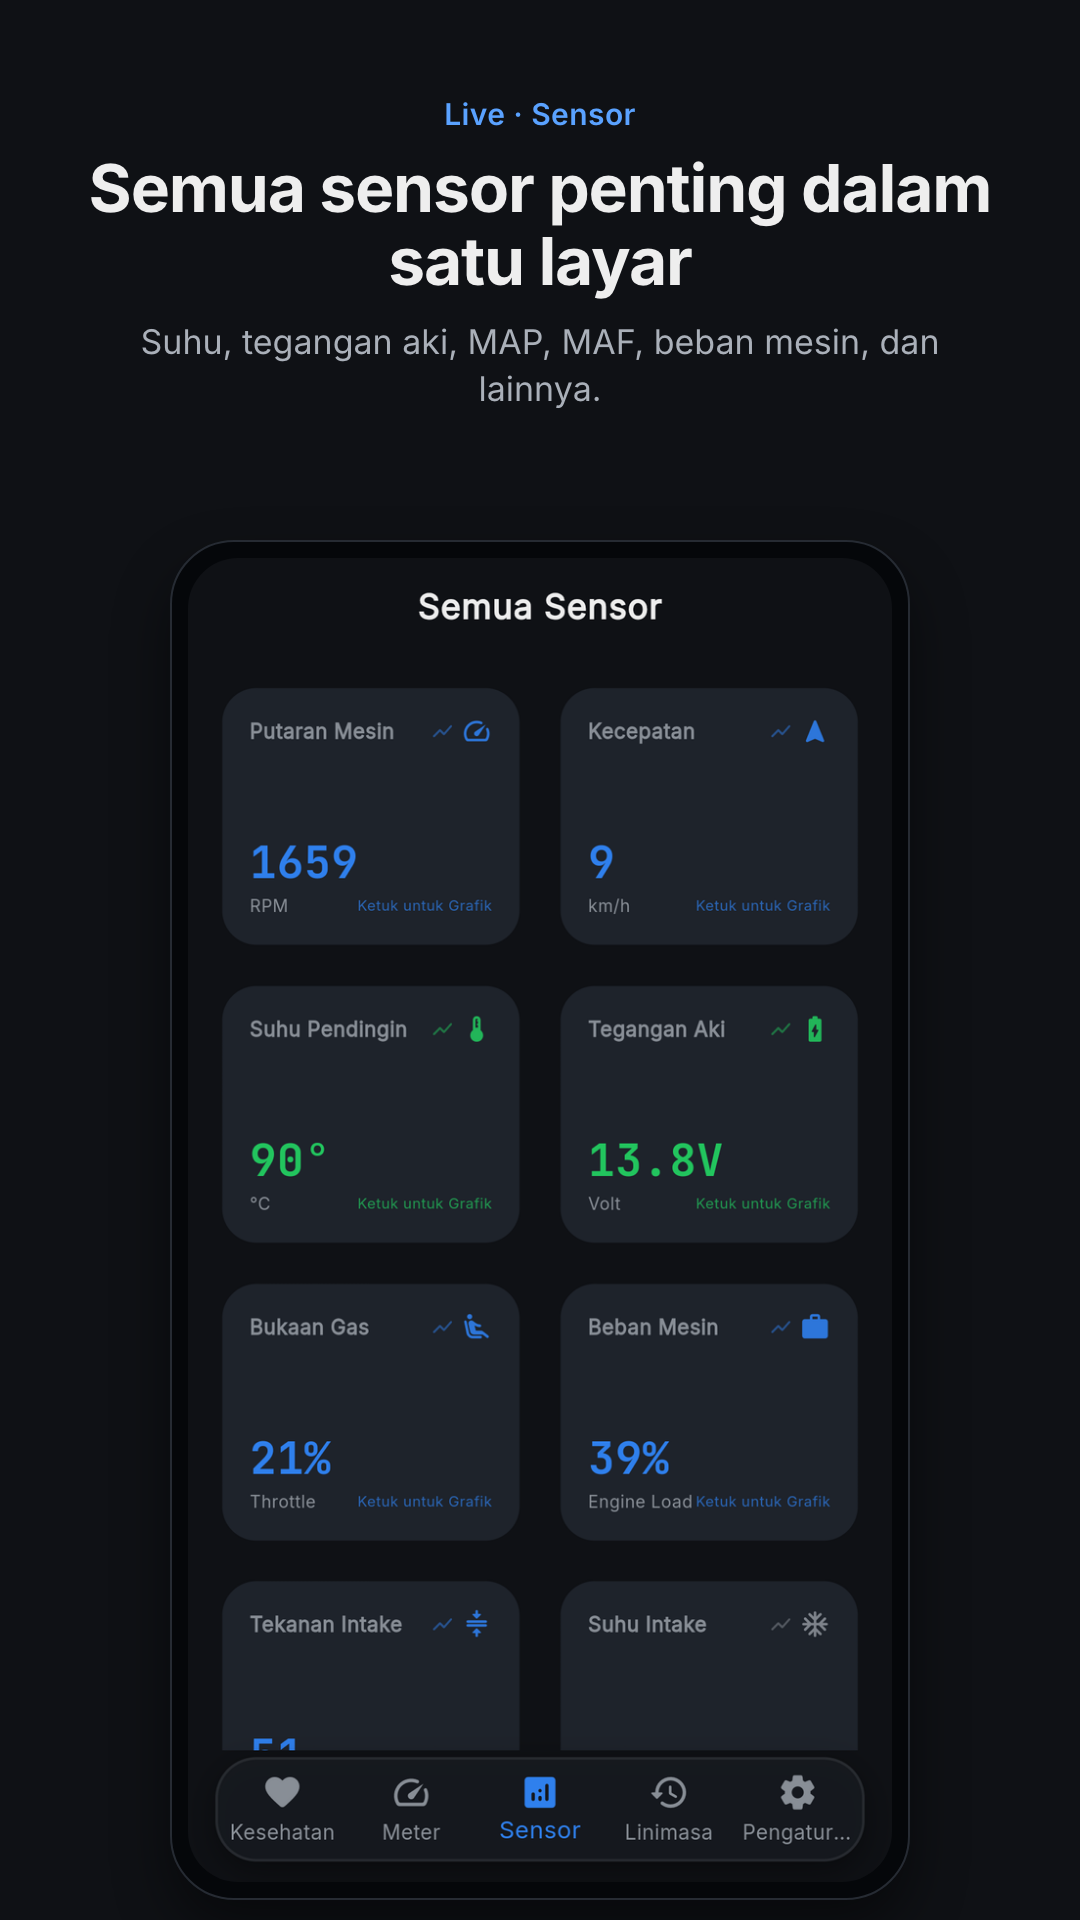 Live · Sensor
Semua sensor penting dalam
satu layar
Suhu, tegangan aki, MAP, MAF, beban mesin, dan
lainnya.
Semua Sensor
Putaran Mesin
1659
RPM
Ketuk untuk Grafik
Kecepatan
9
km/h
Ketuk untuk Grafik
Suhu Pendingin
90°
°C
Ketuk untuk Grafik
Tegangan Aki
13.8V
Volt
Ketuk untuk Grafik
Bukaan Gas
21%
Throttle
Ketuk untuk Grafik
Beban Mesin
39%
Engine Load
Ketuk untuk Grafik
Tekanan Intake
51
Suhu Intake
Kesehatan
Meter
Sensor
Linimasa
Pengatur...